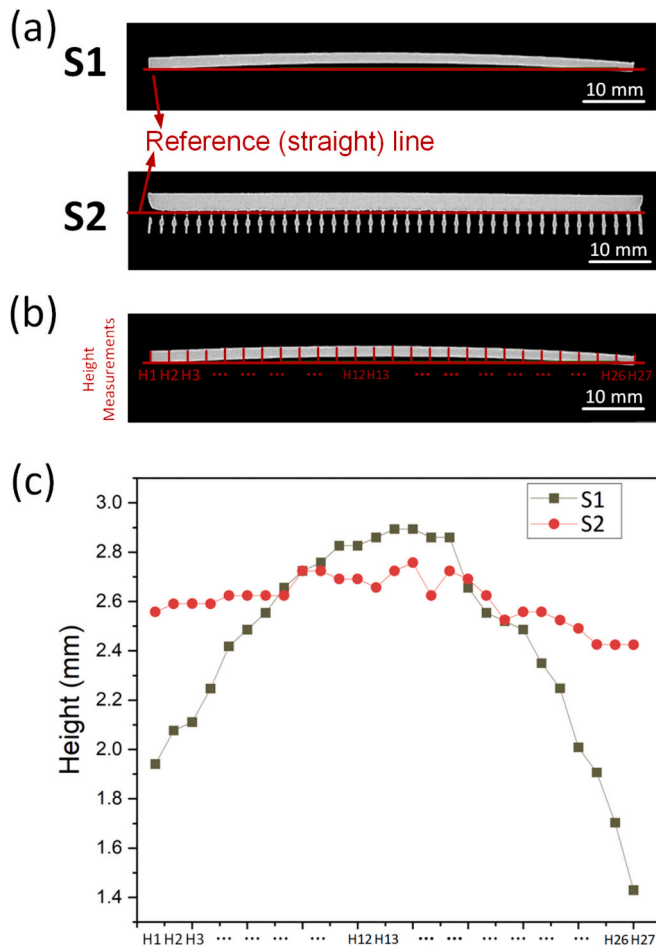 (a)
S1
10 mm
Reference (straight) line
S2
10 mm
(b)
Height
Measurements
H1 H2 H3 ... ... ... ... H12 H13 ... ... ... ... ... ... H26 H27
10 mm
(c)
S1
S2
3.0
2.8
2.6
2.4
2.2
2.0
1.8
1.6
1.4
Height (mm)
H1 H2 H3 ... ... ... ... H12 H13 ... ... ... ... ... ... H26 H27